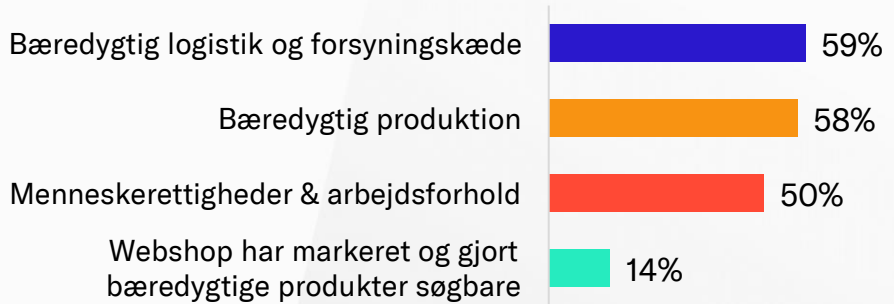 Bæredygtig logistik og forsyningskæde 59%
Bæredygtig produktion 58%
Menneskerettigheder & arbejdsforhold 50%
Webshop har markeret og gjort
bæredygtige produkter søgbare 14%